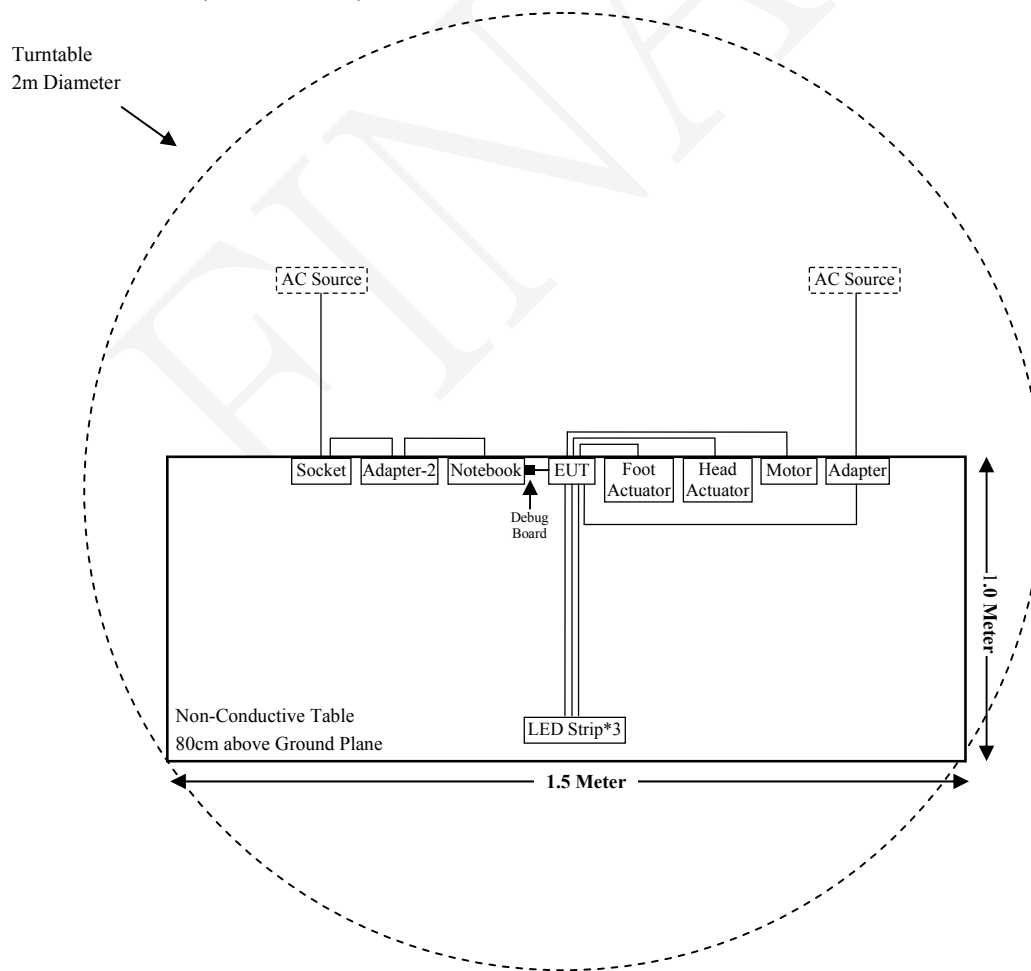 Turntable
2m Diameter
AC Source
AC Source
Socket
Adapter-2
Notebook
EUT
Foot
Actuator
Head
Actuator
Motor
Adapter
Debug
Board
1.0 Meter
Non-Conductive Table
80cm above Ground Plane
LED Strip*3
1.5 Meter